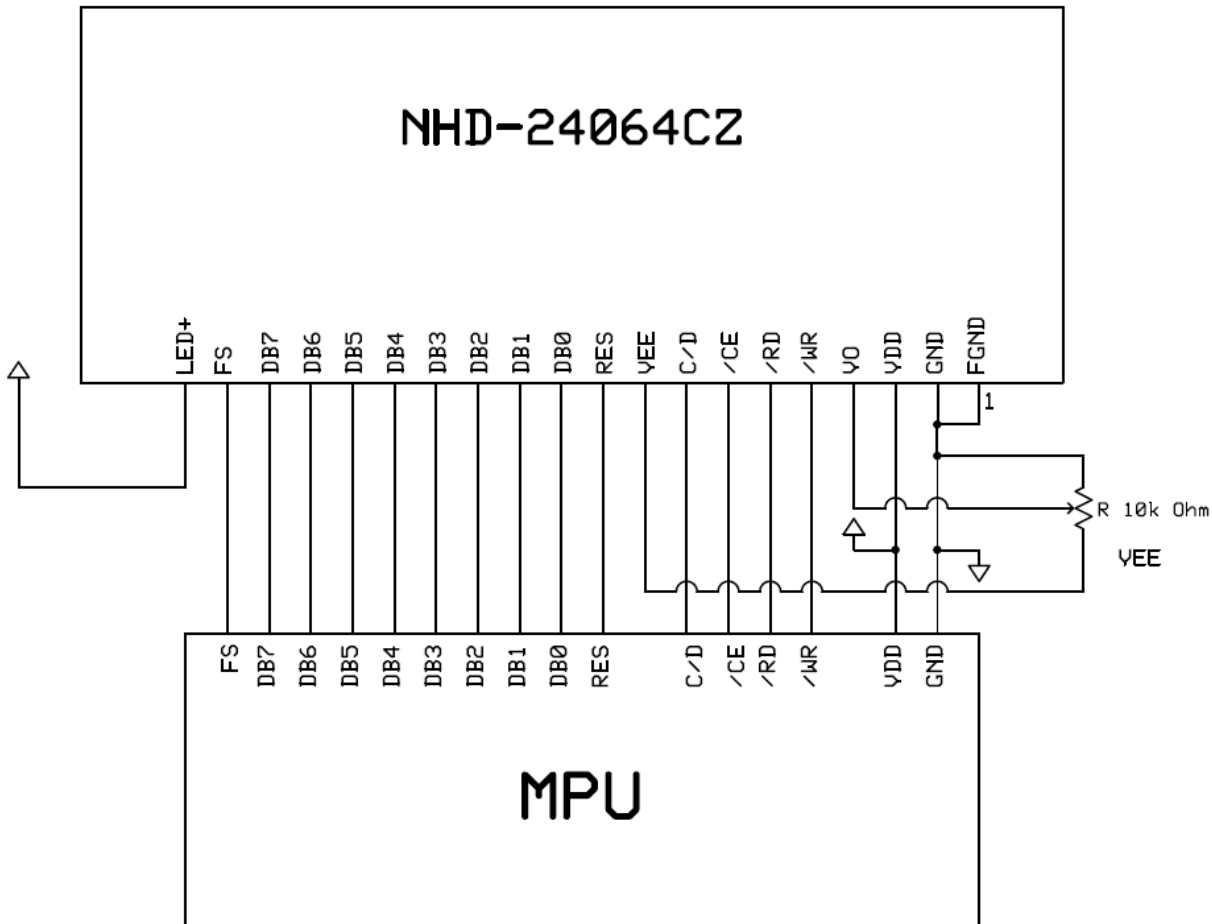 NHD-24064CZ
LED+ FS DB7 DB6 DB5 DB4 DB3 DB2 DB1 DB0 RES VEE C/D /CE /RD /WR VO VDD GND FGND
1
R 10k Ohm
VEE
FS DB7 DB6 DB5 DB4 DB3 DB2 DB1 DB0 RES C/D /CE /RD /WR VDD GND
MPU